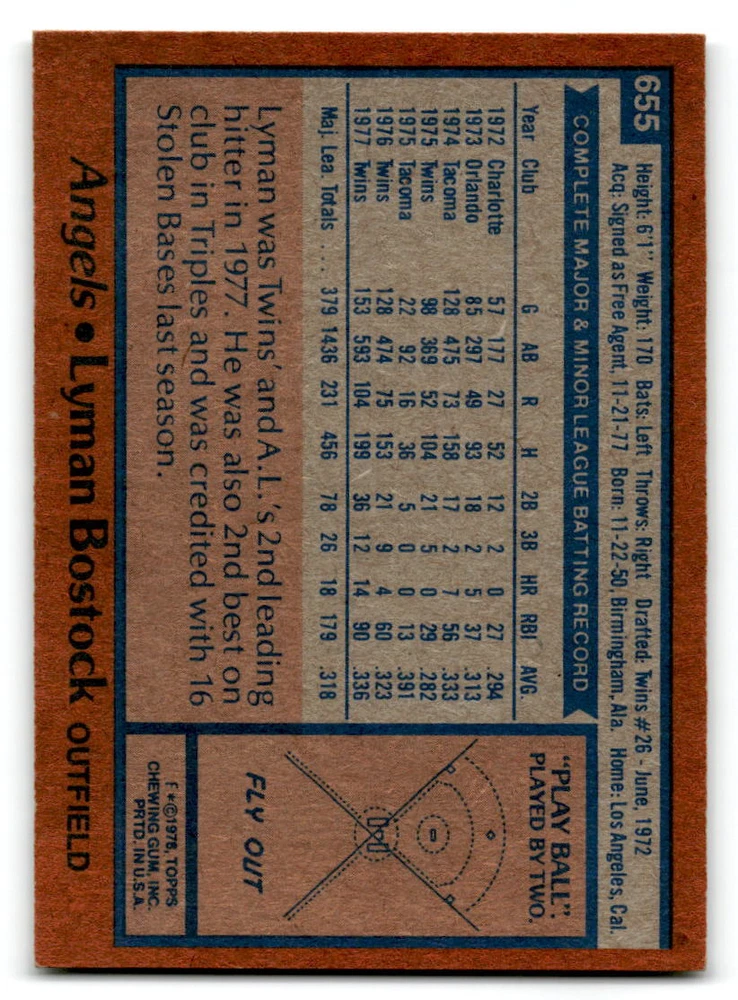 655
Height: 6'1" Weight: 170 Bats: Left Throws: Right Drafted: Twins #26 - June, 1972
Acq: Signed as Free Agent, 11-21-77 Born: 11-22-50, Birmingham, Ala. Home: Los Angeles, Cal.
COMPLETE MAJOR & MINOR LEAGUE BATTING RECORD
Year Club G AB R H 2B 3B HR RBI AVG.
1972 Charlotte 57 177 27 52 12 2 0 27 .294
1973 Orlando 85 297 49 93 18 2 5 37 .313
1974 Tacoma 128 475 73 158 17 2 7 56 .333
1975 Twins 98 369 52 104 21 5 0 29 .282
1975 Tacoma 22 92 16 36 5 0 0 13 .391
1976 Twins 128 474 75 153 21 9 4 60 .323
1977 Twins 153 593 104 199 36 12 14 90 .336
Maj. Lea. Totals ... 379 1436 231 456 78 26 18 179 .318
Lyman was Twins' and A.L.'s 2nd leading
hitter in 1977. He was also 2nd best on
club in Triples and was credited with 16
Stolen Bases last season.
"PLAY BALL".
PLAYED BY TWO.
FLY OUT
F*©1978, TOPPS
CHEWING GUM, INC.
PRTD. IN U.S.A.
Angels • Lyman Bostock OUTFIELD